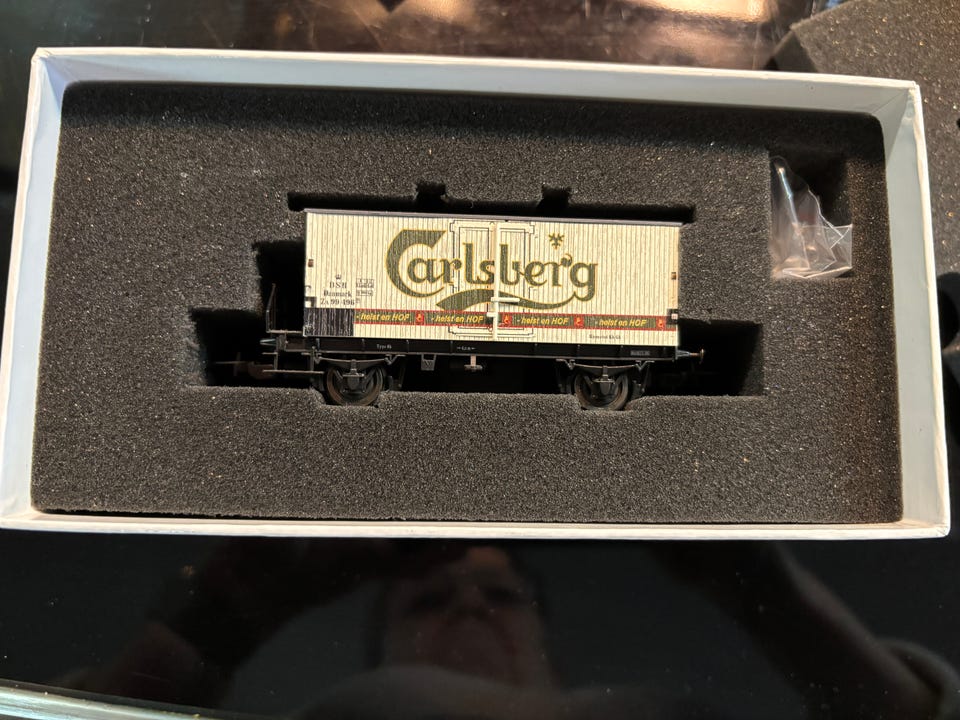 Carlsberg
DSB
Danmark
Zs 99 496
- helst en HOF - helst en HOF - helst en HOF - helst en HOF